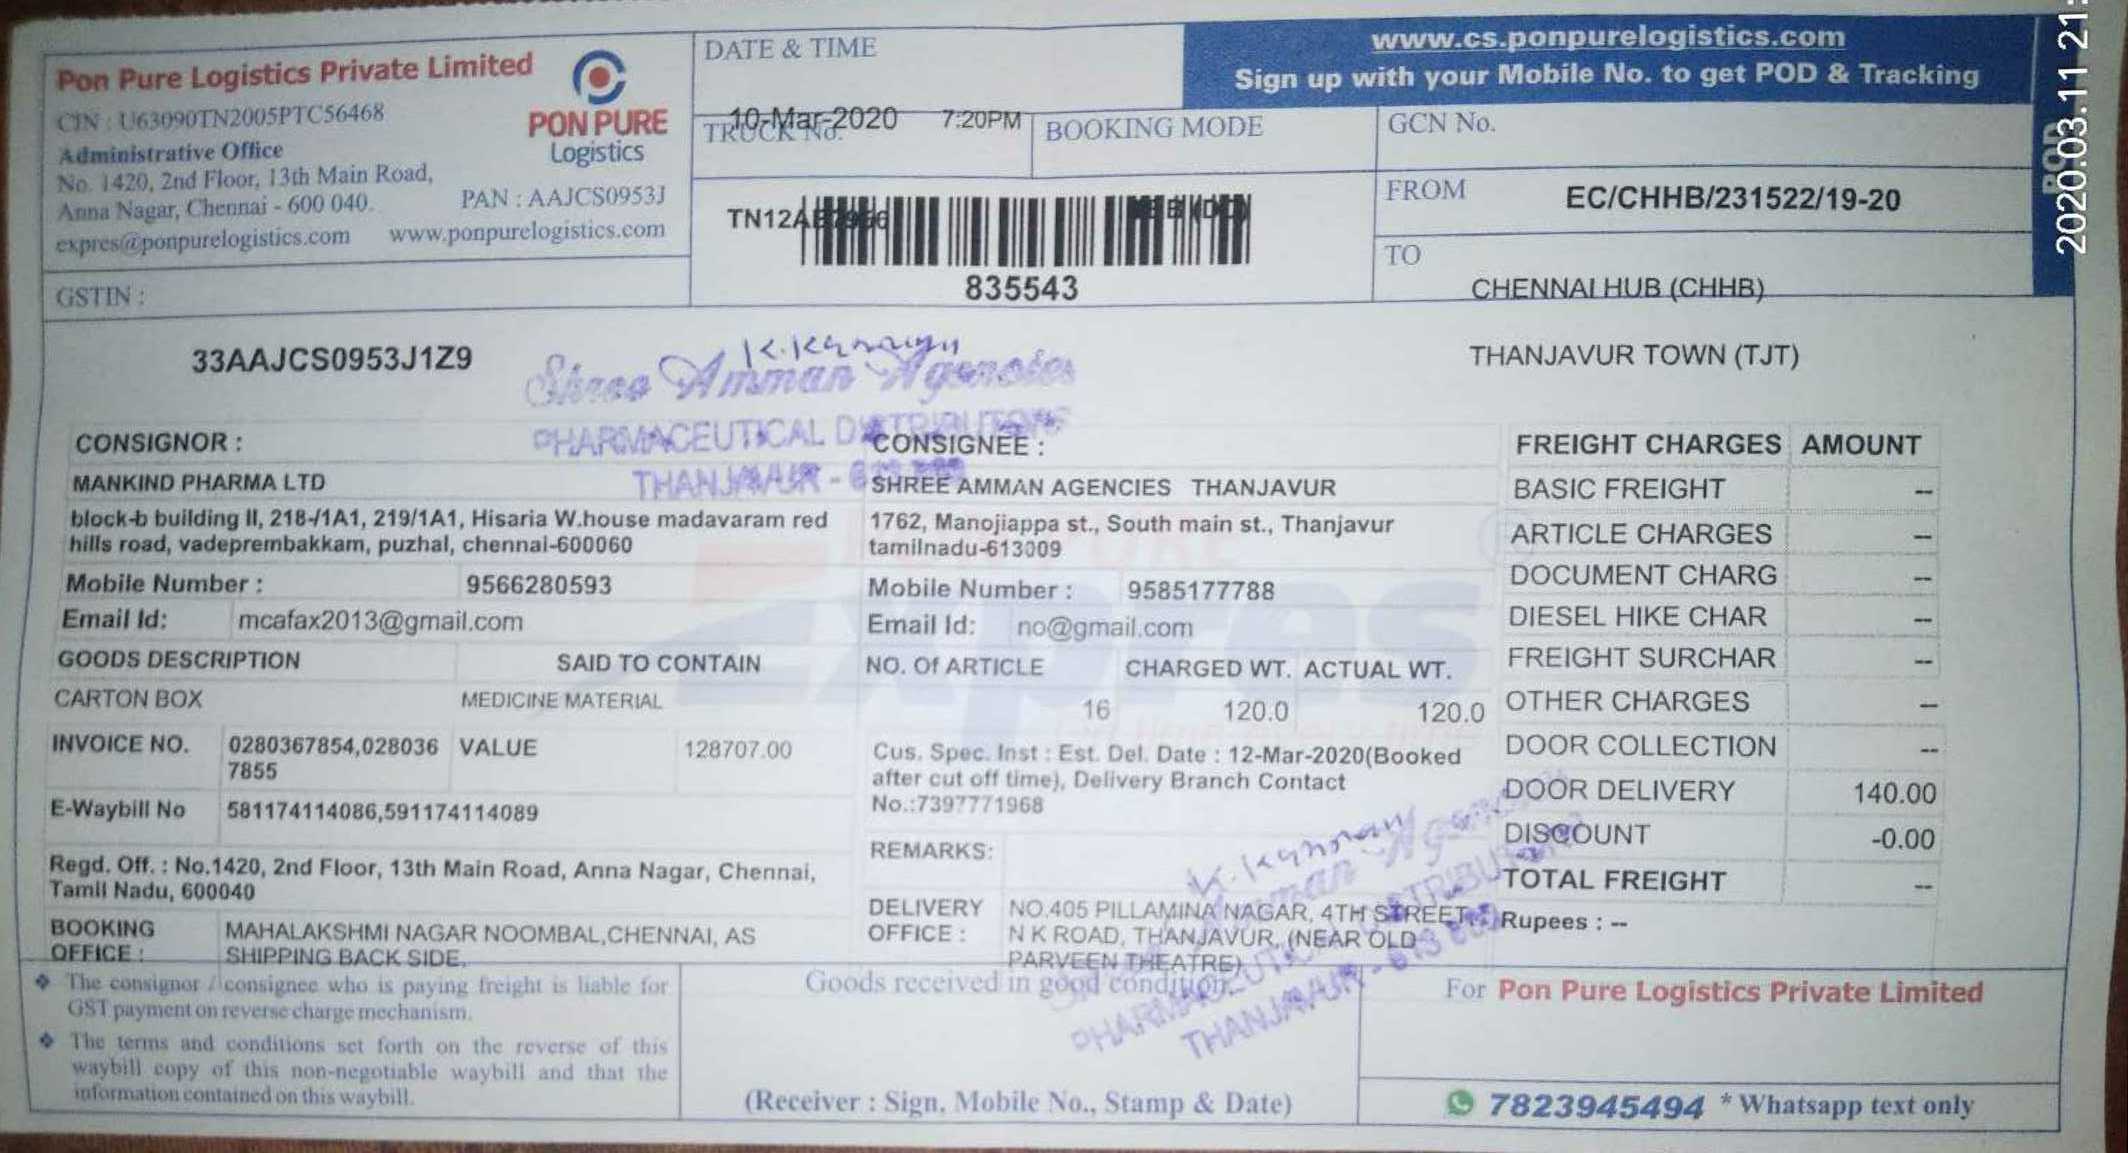 Pon Pure Logistics Private Limited
CIN : U63090TN2005PTC56468
Administrative Office
No. 1420, 2nd Floor, 13th Main Road,
Anna Nagar, Chennai - 600 040.
PAN : AAJCS0953J
expres@ponpurelogistics.com www.ponpurelogistics.com
PON PURE
Logistics
GSTIN :
33AAJCS0953J1Z9
DATE & TIME
10-Mar-2020 7:20PM
TRUCK No.
BOOKING MODE
835543
www.cs.ponpurelogistics.com
Sign up with your Mobile No. to get POD & Tracking
GCN No.
FROM
EC/CHHB/231522/19-20
TO
CHENNAI HUB (CHHB)
THANJAVUR TOWN (TJT)
POD
2020.03.11 21:
Shree Amman Agencies
PHARMACEUTICAL DISTRIBUTORS
THANJAVUR -
CONSIGNOR :
MANKIND PHARMA LTD
block-b building II, 218-/1A1, 219/1A1, Hisaria W.house madavaram red
hills road, vadeprembakkam, puzhal, chennai-600060
Mobile Number : 9566280593
Email Id: mcafax2013@gmail.com
CONSIGNEE :
SHREE AMMAN AGENCIES THANJAVUR
1762, Manojiappa st., South main st., Thanjavur
tamilnadu-613009
Mobile Number : 9585177788
Email Id: no@gmail.com
GOODS DESCRIPTION SAID TO CONTAIN NO. Of ARTICLE CHARGED WT. ACTUAL WT.
CARTON BOX MEDICINE MATERIAL 16 120.0 120.0
INVOICE NO. 0280367854,028036 VALUE 128707.00
7855
E-Waybill No 581174114086,591174114089
Regd. Off. : No.1420, 2nd Floor, 13th Main Road, Anna Nagar, Chennai,
Tamil Nadu, 600040
BOOKING MAHALAKSHMI NAGAR NOOMBAL,CHENNAI, AS
OFFICE : SHIPPING BACK SIDE.
Cus. Spec. Inst : Est. Del. Date : 12-Mar-2020(Booked
after cut off time), Delivery Branch Contact
No.:7397771968
REMARKS:
DELIVERY NO.405 PILLAMINA NAGAR, 4TH STREET,
OFFICE : N K ROAD, THANJAVUR, (NEAR OLD
PARVEEN THEATRE)
FREIGHT CHARGES AMOUNT
BASIC FREIGHT --
ARTICLE CHARGES --
DOCUMENT CHARG --
DIESEL HIKE CHAR --
FREIGHT SURCHAR --
OTHER CHARGES --
DOOR COLLECTION --
DOOR DELIVERY 140.00
DISCOUNT -0.00
TOTAL FREIGHT --
Rupees : --
The consignor / consignee who is paying freight is liable for
GST payment on reverse charge mechanism.
The terms and conditions set forth on the reverse of this
waybill copy of this non-negotiable waybill and that the
information contained on this waybill.
Goods received in good condition.
PHARMACEUTICAL DISTRIBUTORS
THANJAVUR -
(Receiver : Sign, Mobile No., Stamp & Date)
For Pon Pure Logistics Private Limited
7823945494 * Whatsapp text only